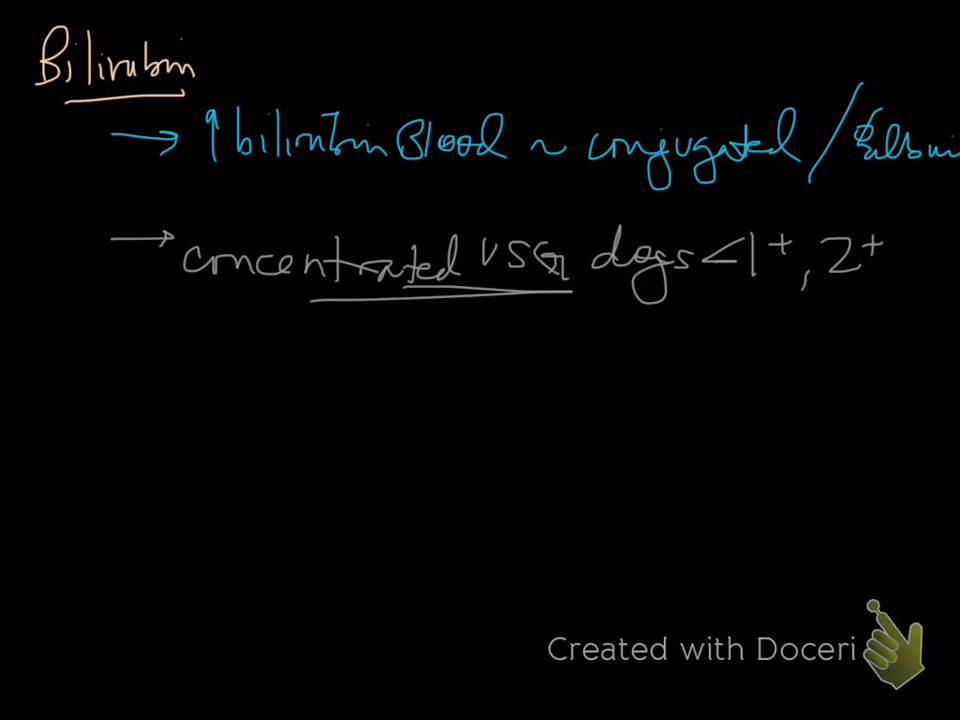 Bilirubin
→ ↑ bilirubin Blood ~ conjugated /
→ concentrated USG dogs < 1+, 2+
Created with Doceri